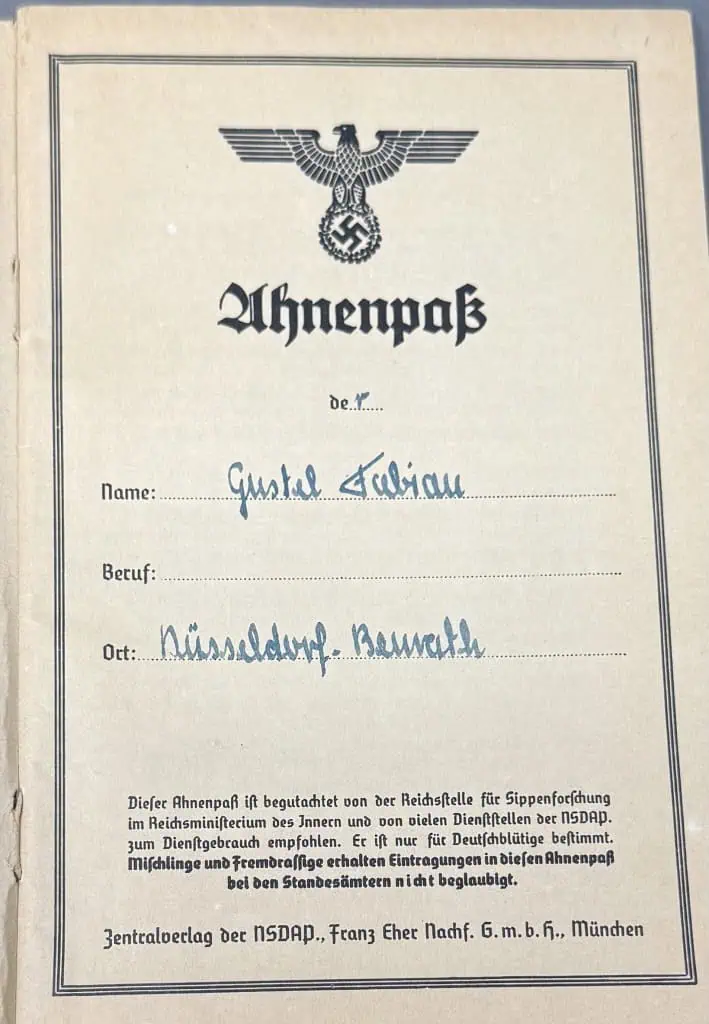 Ahnenpaß
der
Name: Gustel Fabian
Beruf:
Ort: Düsseldorf-Benrath
Dieser Ahnenpaß ist begutachtet von der Reichsstelle für Sippenforschung
im Reichsministerium des Innern und von vielen Dienststellen der NSDAP.
zum Dienstgebrauch empfohlen. Er ist nur für Deutschblütige bestimmt.
Mischlinge und Fremdrassige erhalten Eintragungen in diesen Ahnenpaß
bei den Standesämtern nicht beglaubigt.
Zentralverlag der NSDAP., Franz Eher Nachf. G.m.b.H., München